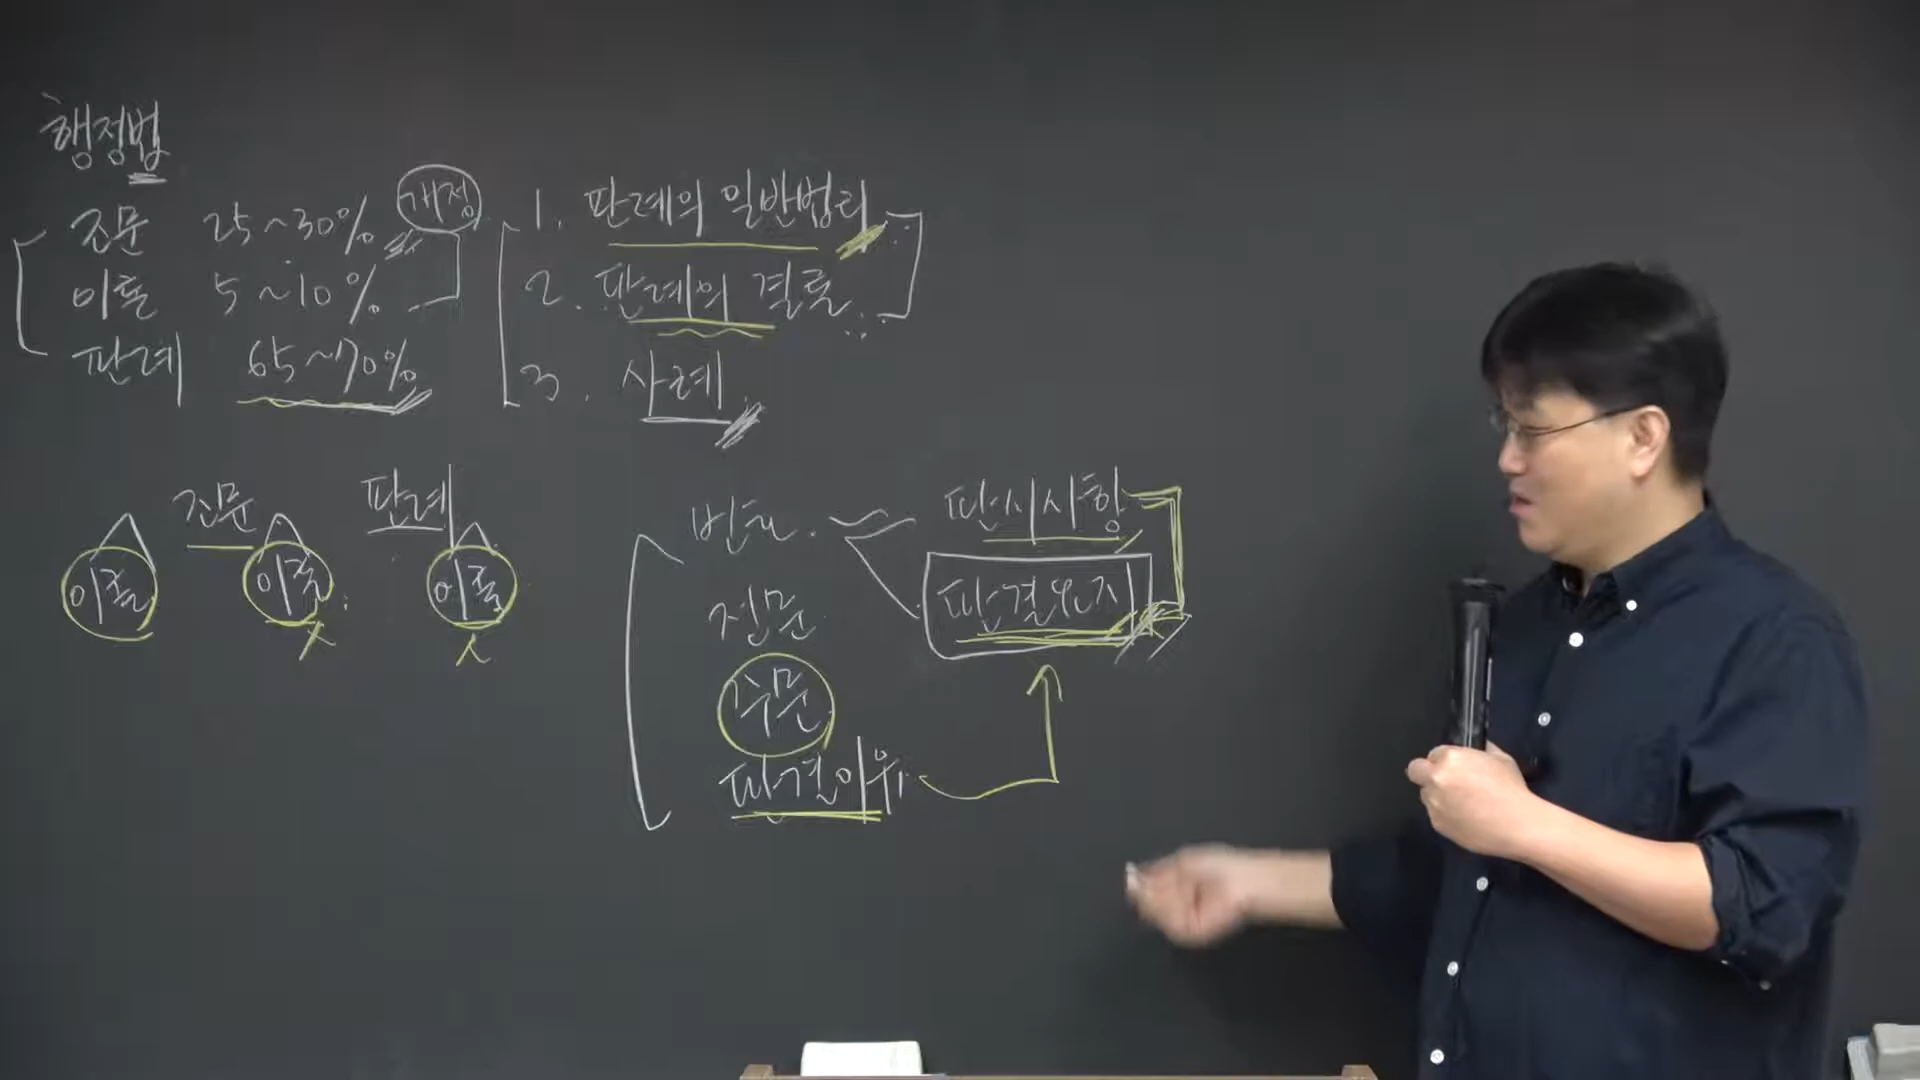 행정법
조문 25~30% 개정
이론 5~10%
판례 65~70%
1. 판례의 일반법리
2. 판례의 결론
3. 사례
조문 판례
이론 이론 이론
번호. 판시사항
판결요지
전문
주문
판결이유